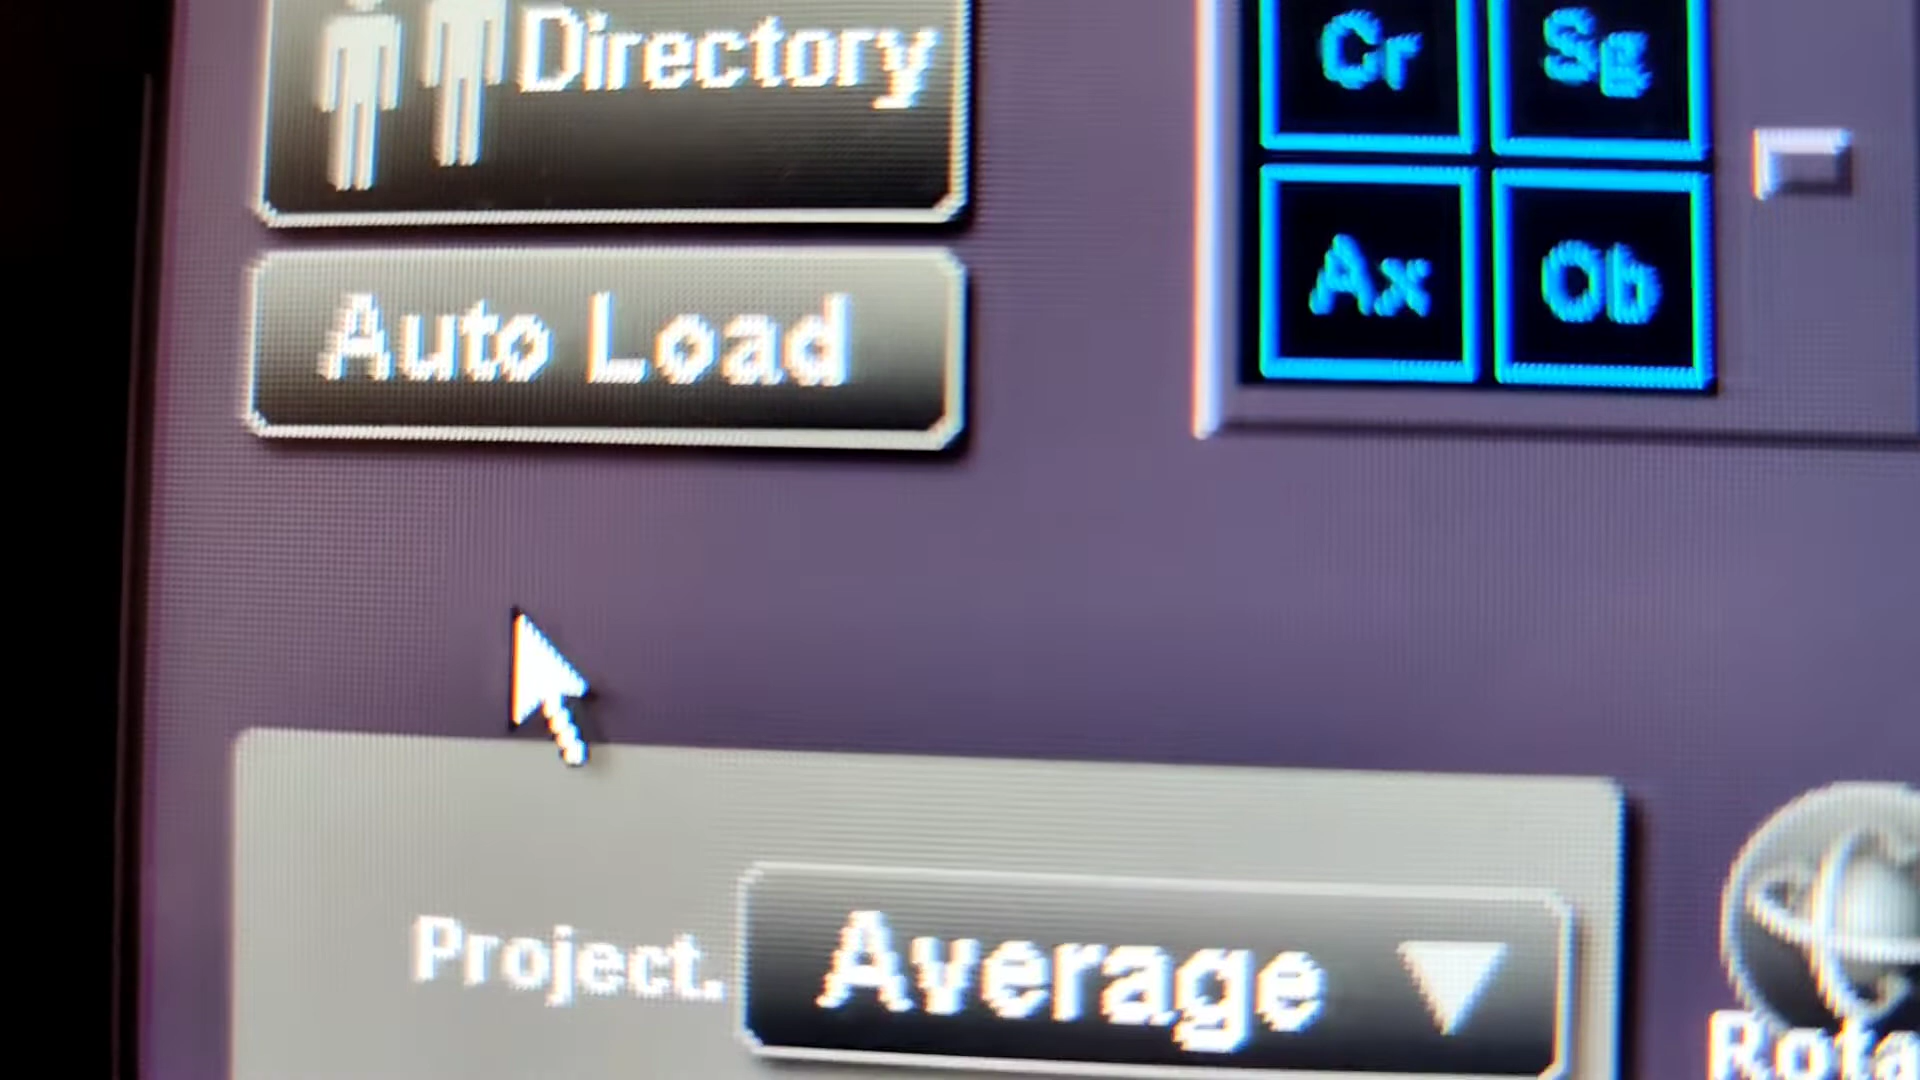 Directory
Cr
Sg
Auto Load
Ax
Ob
Project.
Average